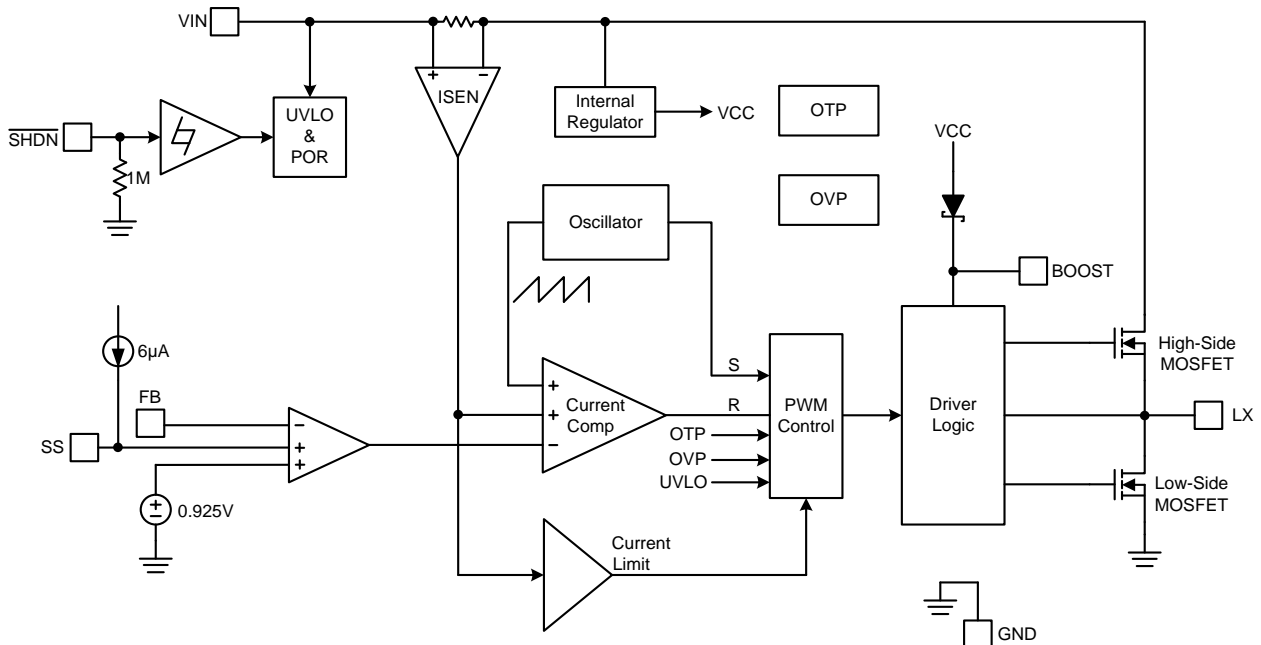 VIN
+ −
ISEN
UVLO
&
POR
Internal
Regulator
VCC
OTP
SHDN
1M
VCC
OVP
Oscillator
BOOST
6µA
High-Side
MOSFET
FB
SS
−
+
+
+
+
−
Current
Comp
S
R
OTP
OVP
UVLO
PWM
Control
Driver
Logic
LX
Low-Side
MOSFET
+
−
0.925V
Current
Limit
GND